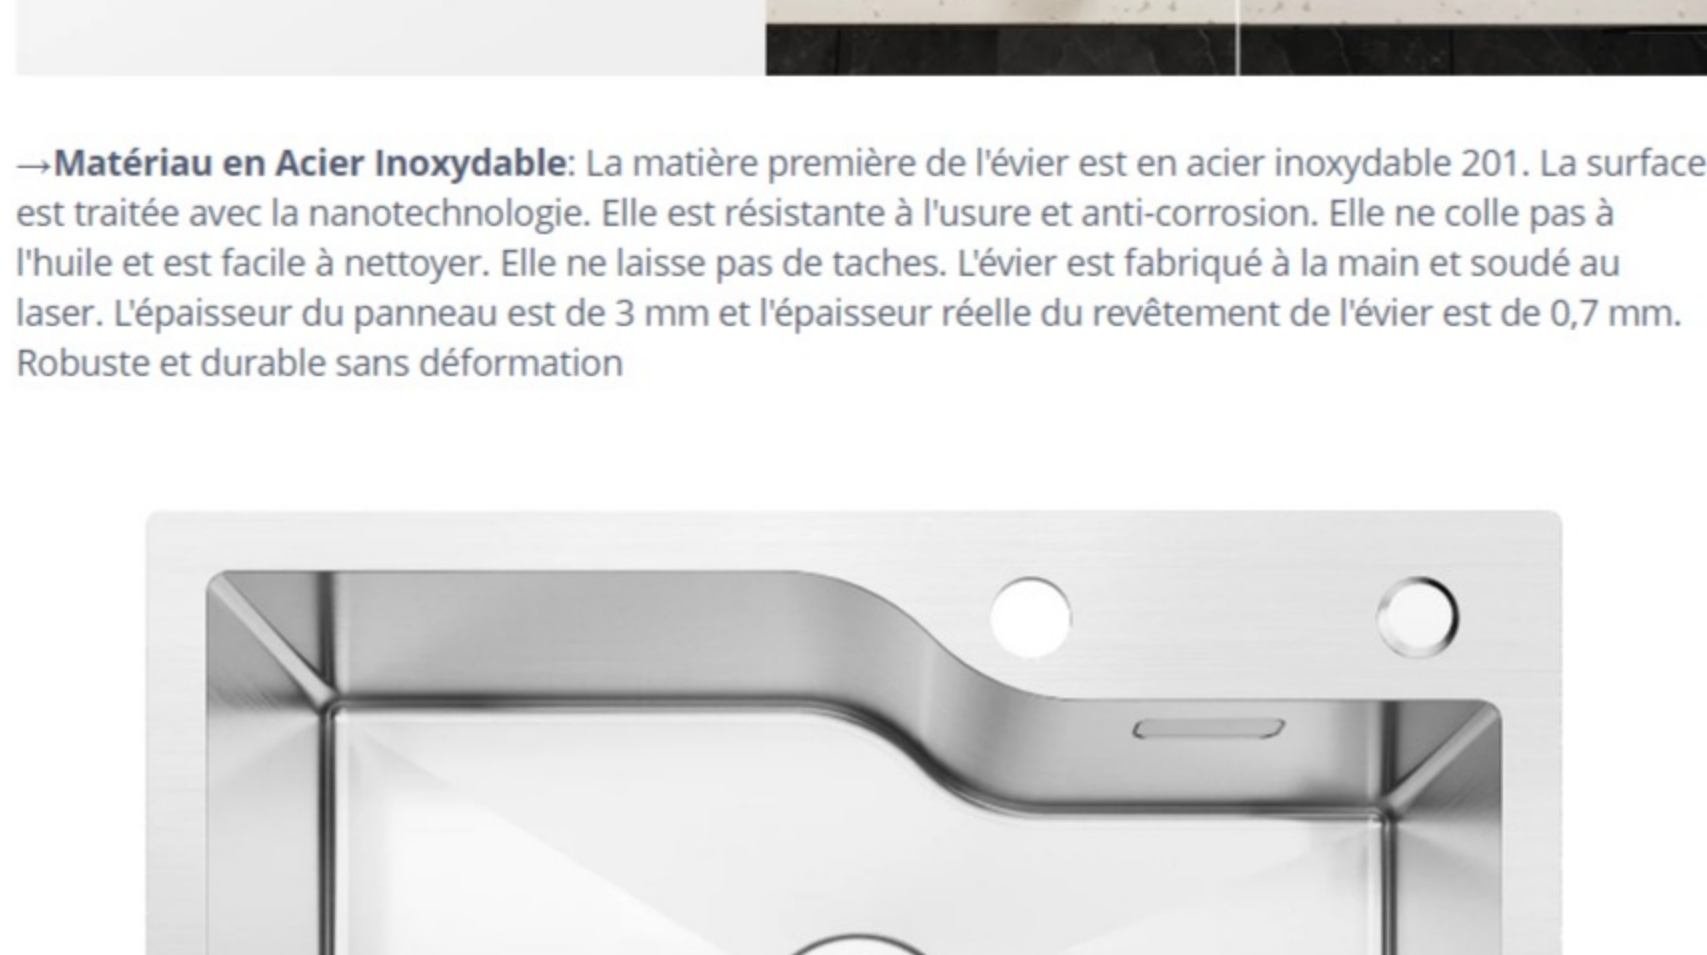 →Matériau en Acier Inoxydable: La matière première de l'évier est en acier inoxydable 201. La surface
est traitée avec la nanotechnologie. Elle est résistante à l'usure et anti-corrosion. Elle ne colle pas à
l'huile et est facile à nettoyer. Elle ne laisse pas de taches. L'évier est fabriqué à la main et soudé au
laser. L'épaisseur du panneau est de 3 mm et l'épaisseur réelle du revêtement de l'évier est de 0,7 mm.
Robuste et durable sans déformation